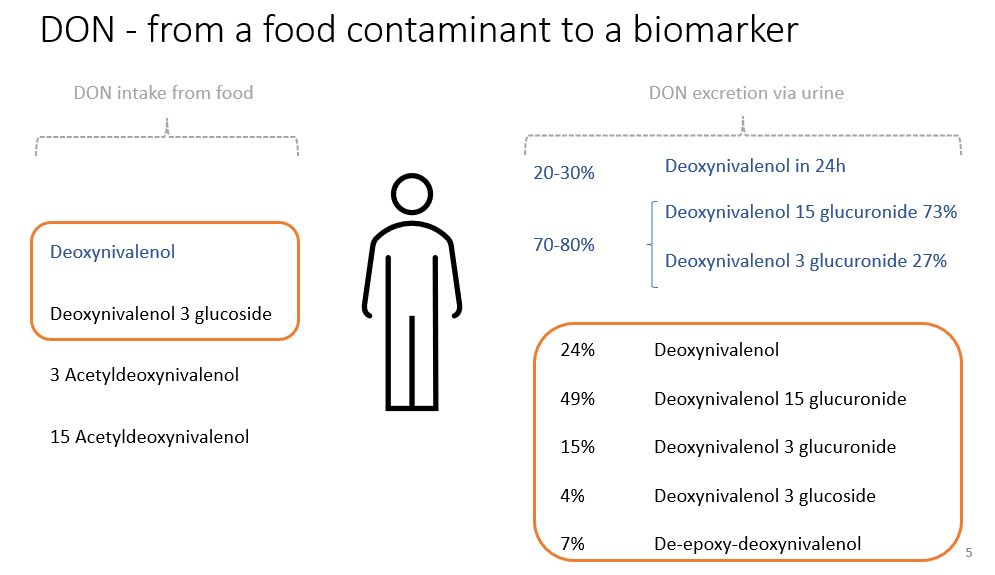 DON - from a food contaminant to a biomarker
DON intake from food
DON excretion via urine
Deoxynivalenol
Deoxynivalenol 3 glucoside
3 Acetyldeoxynivalenol
15 Acetyldeoxynivalenol
20-30% Deoxynivalenol in 24h
70-80%
Deoxynivalenol 15 glucuronide 73%
Deoxynivalenol 3 glucuronide 27%
24% Deoxynivalenol
49% Deoxynivalenol 15 glucuronide
15% Deoxynivalenol 3 glucuronide
4% Deoxynivalenol 3 glucoside
7% De-epoxy-deoxynivalenol
5